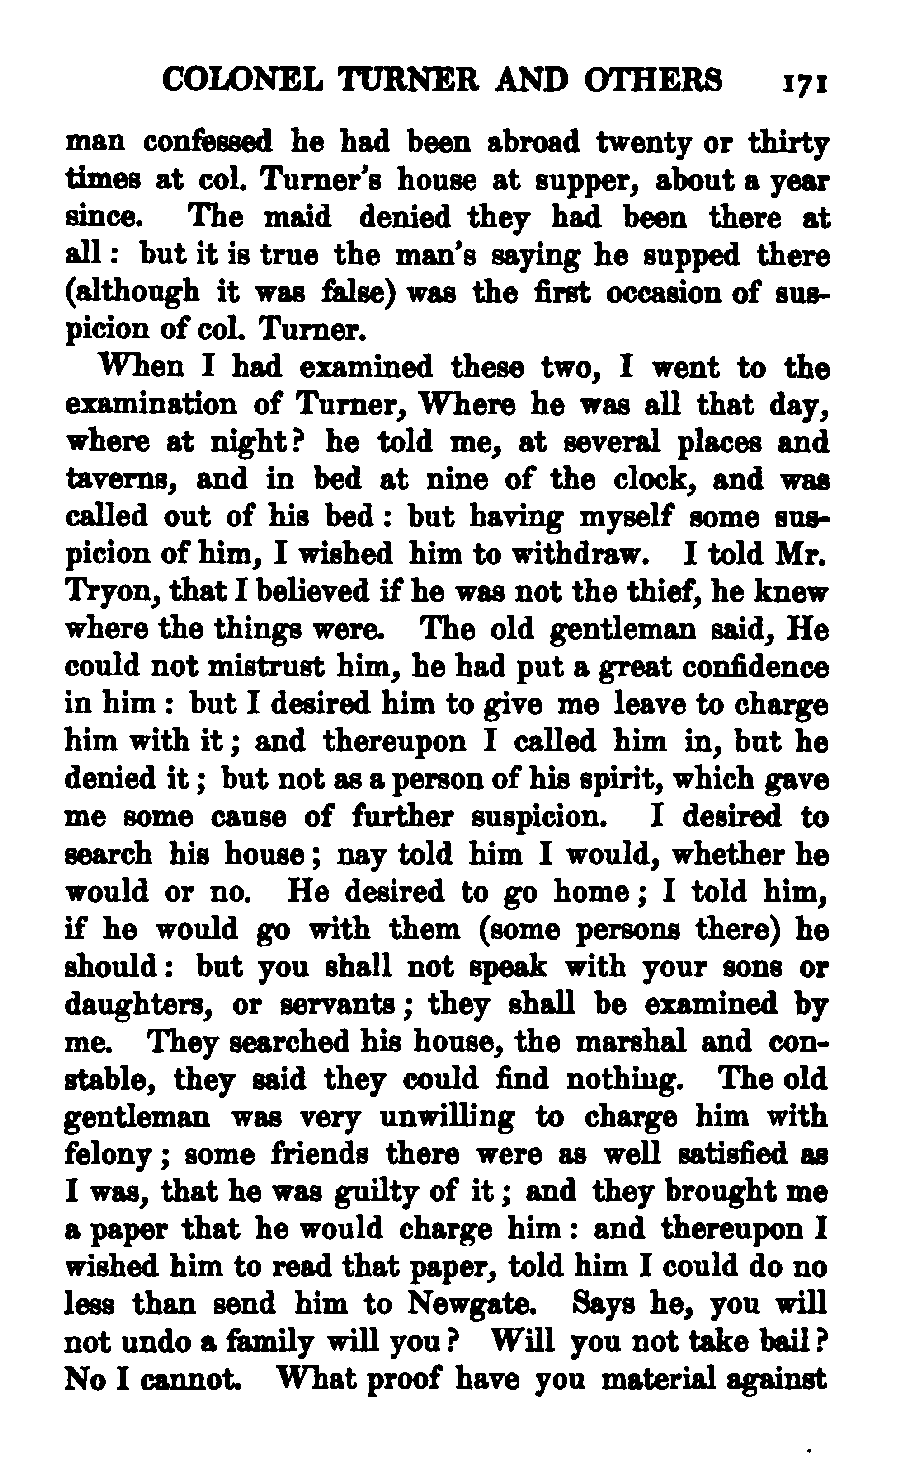 COLONEL TURNER AND OTHERS 171
man confessed he had been abroad twenty or thirty
times at col. Turner's house at supper, about a year
since. The maid denied they had been there at
all : but it is true the man's saying he supped there
(although it was false) was the first occasion of sus-
picion of col. Turner.
When I had examined these two, I went to the
examination of Turner, Where he was all that day,
where at night? he told me, at several places and
taverns, and in bed at nine of the clock, and was
called out of his bed : but having myself some sus-
picion of him, I wished him to withdraw. I told Mr.
Tryon, that I believed if he was not the thief, he knew
where the things were. The old gentleman said, He
could not mistrust him, he had put a great confidence
in him : but I desired him to give me leave to charge
him with it ; and thereupon I called him in, but he
denied it ; but not as a person of his spirit, which gave
me some cause of further suspicion. I desired to
search his house ; nay told him I would, whether he
would or no. He desired to go home ; I told him,
if he would go with them (some persons there) he
should : but you shall not speak with your sons or
daughters, or servants ; they shall be examined by
me. They searched his house, the marshal and con-
stable, they said they could find nothing. The old
gentleman was very unwilling to charge him with
felony ; some friends there were as well satisfied as
I was, that he was guilty of it ; and they brought me
a paper that he would charge him : and thereupon I
wished him to read that paper, told him I could do no
less than send him to Newgate. Says he, you will
not undo a family will you ? Will you not take bail ?
No I cannot. What proof have you material against